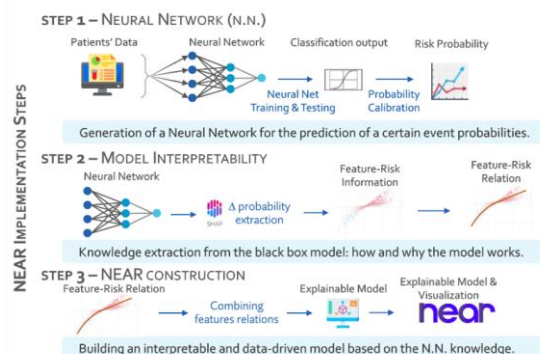 STEP 1 – NEURAL NETWORK (N.N.)
Patients' Data
Neural Network
Classification output
Risk Probability
Neural Net
Training & Testing
Probability
Calibration
Generation of a Neural Network for the prediction of a certain event probabilities.
NEAR IMPLEMENTATION STEPS
STEP 2 – MODEL INTERPRETABILITY
Neural Network
SHAP
Δ probability
extraction
Feature-Risk
Information
Feature-Risk
Relation
Knowledge extraction from the black box model: how and why the model works.
STEP 3 – NEAR CONSTRUCTION
Feature-Risk Relation
Combining
features relations
Explainable Model
Explainable Model &
Visualization
near
Building an interpretable and data-driven model based on the N.N. knowledge.